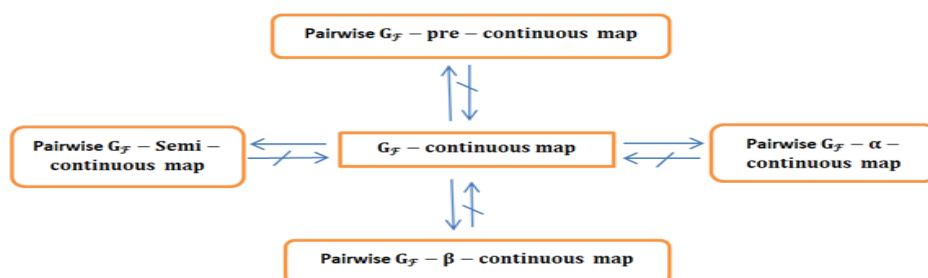 Pairwise G𝓕 − pre − continuous map
Pairwise G𝓕 − Semi −
continuous map
G𝓕 − continuous map
Pairwise G𝓕 − α −
continuous map
Pairwise G𝓕 − β − continuous map